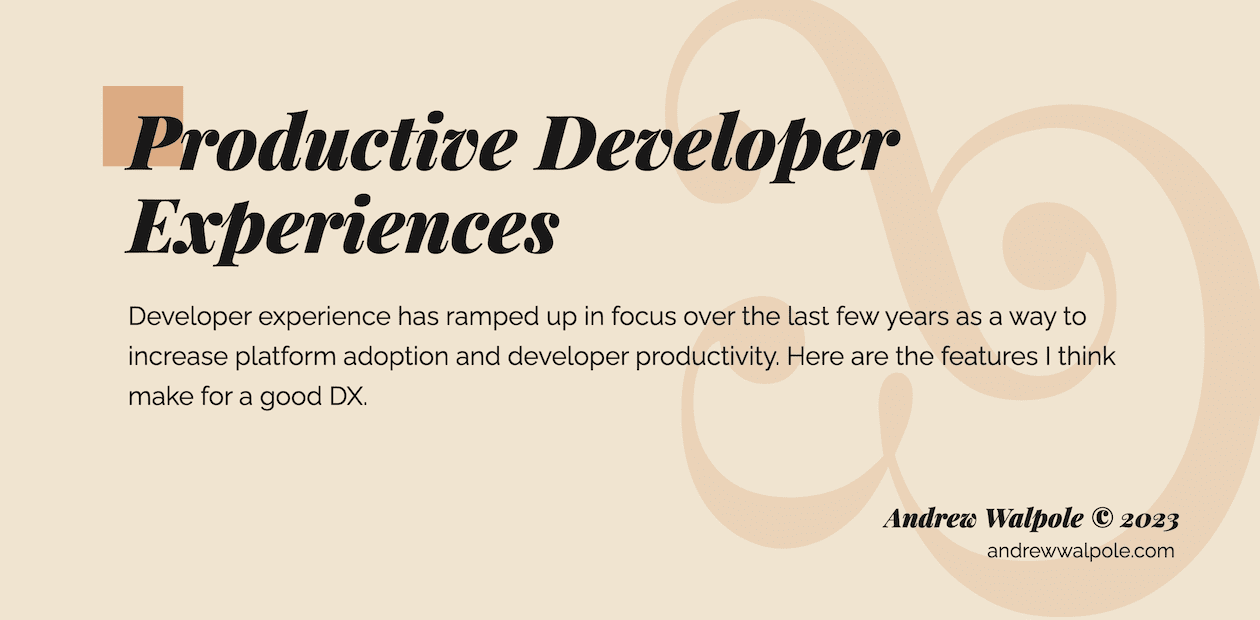 Productive Developer
Experiences
Developer experience has ramped up in focus over the last few years as a way to
increase platform adoption and developer productivity. Here are the features I think
make for a good DX.
Andrew Walpole © 2023
andrewwalpole.com